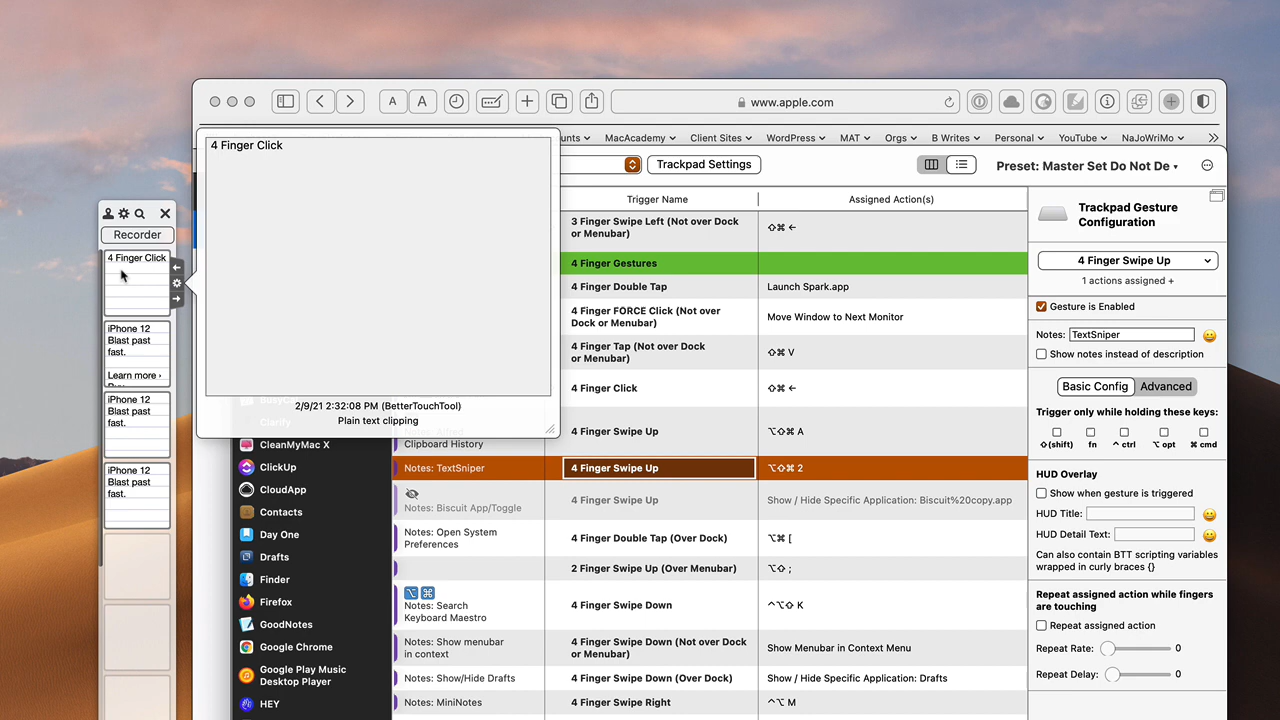 A A
www.apple.com
unts MacAcademy Client Sites WordPress MAT Orgs B Writes Personal YouTube NaJoWriMo
4 Finger Click
2/9/21 2:32:08 PM (BetterTouchTool)
Plain text clipping
Recorder
4 Finger Click
iPhone 12
Blast past
fast.
Learn more ›
iPhone 12
Blast past
fast.
iPhone 12
Blast past
fast.
Trackpad Settings
Preset: Master Set Do Not De
Clarify
CleanMyMac X
ClickUp
CloudApp
Contacts
Day One
Drafts
Finder
Firefox
GoodNotes
Google Chrome
Google Play Music
Desktop Player
HEY
Trigger Name Assigned Action(s)
3 Finger Swipe Left (Not over Dock
or Menubar) ⇧⌘ ←
4 Finger Gestures
4 Finger Double Tap Launch Spark.app
4 Finger FORCE Click (Not over
Dock or Menubar) Move Window to Next Monitor
4 Finger Tap (Not over Dock
or Menubar) ⇧⌘ V
4 Finger Click ⇧⌘ ←
Clipboard History 4 Finger Swipe Up ⌥⇧⌘ A
Notes: TextSniper 4 Finger Swipe Up ⌥⇧⌘ 2
Notes: Biscuit App/Toggle 4 Finger Swipe Up Show / Hide Specific Application: Biscuit%20copy.app
Notes: Open System
Preferences 4 Finger Double Tap (Over Dock) ⌥⌘ [
2 Finger Swipe Up (Over Menubar) ⌥⇧ ;
⌥ ⌘
Notes: Search
Keyboard Maestro 4 Finger Swipe Down ^⌥⇧ K
Notes: Show menubar
in context 4 Finger Swipe Down (Not over Dock
or Menubar) Show Menubar in Context Menu
Notes: Show/Hide Drafts 4 Finger Swipe Down (Over Dock) Show / Hide Specific Application: Drafts
Notes: MiniNotes 4 Finger Swipe Right ^⌥ M
Trackpad Gesture
Configuration
4 Finger Swipe Up
1 actions assigned +
Gesture is Enabled
Notes: TextSniper
Show notes instead of description
Basic Config Advanced
Trigger only while holding these keys:
⇧(shift) fn ^ ctrl ⌥ opt ⌘ cmd
HUD Overlay
Show when gesture is triggered
HUD Title:
HUD Detail Text:
Can also contain BTT scripting variables
wrapped in curly braces {}
Repeat assigned action while fingers
are touching
Repeat assigned action
Repeat Rate: 0
Repeat Delay: 0